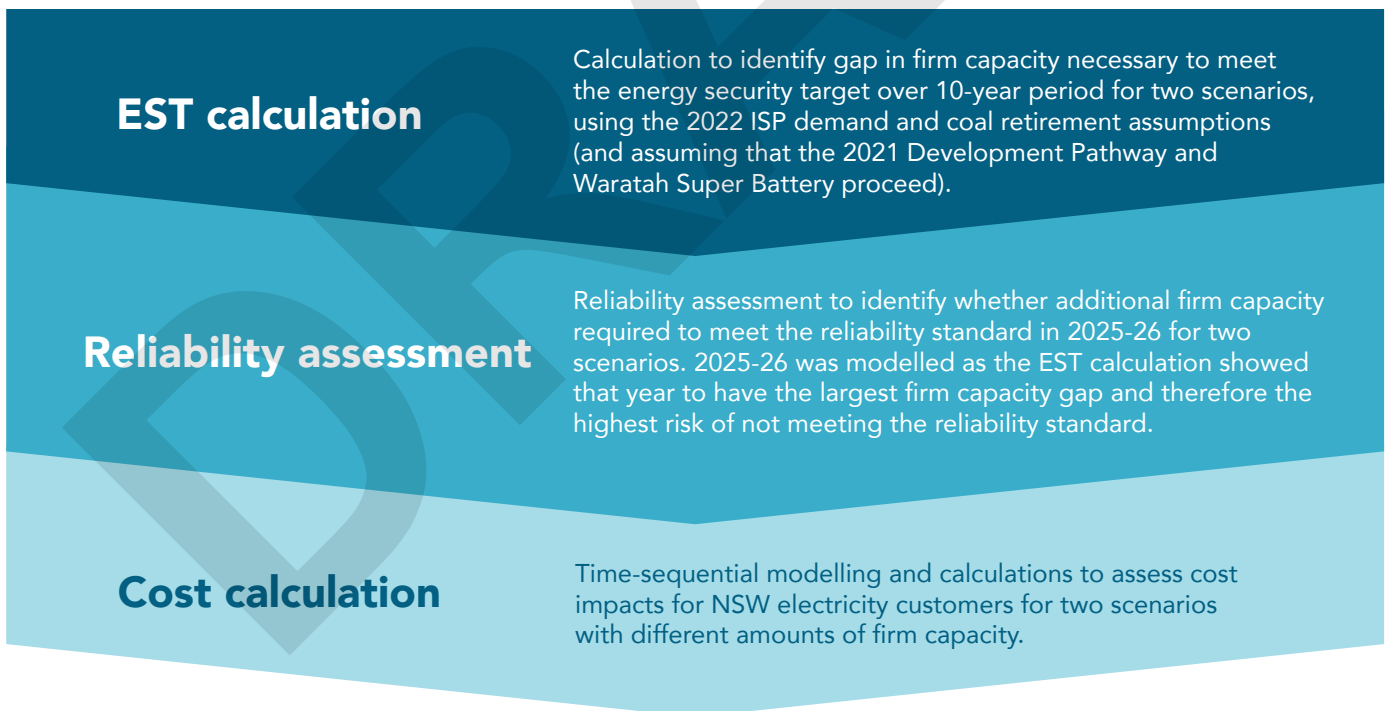 EST calculation
Calculation to identify gap in firm capacity necessary to meet
the energy security target over 10-year period for two scenarios,
using the 2022 ISP demand and coal retirement assumptions
(and assuming that the 2021 Development Pathway and
Waratah Super Battery proceed).
Reliability assessment
Reliability assessment to identify whether additional firm capacity
required to meet the reliability standard in 2025-26 for two
scenarios. 2025-26 was modelled as the EST calculation showed
that year to have the largest firm capacity gap and therefore the
highest risk of not meeting the reliability standard.
Cost calculation
Time-sequential modelling and calculations to assess cost
impacts for NSW electricity customers for two scenarios
with different amounts of firm capacity.